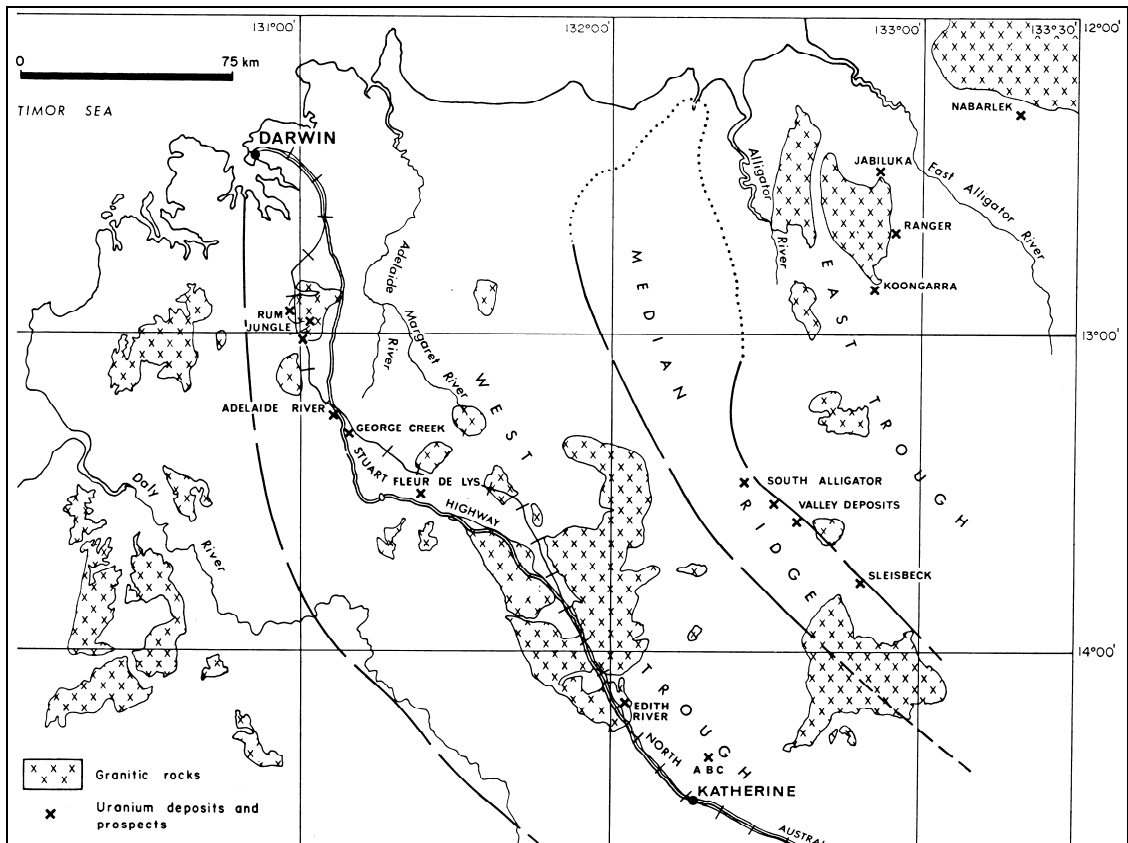 131°00'
132°00'
133°00'
133°30'
12°00'
0
75 km
TIMOR SEA
DARWIN
NABARLEK
JABILUKA
East Alligator River
Alligator River
RANGER
KOONGARRA
Adelaide River
Margaret River
RUM
JUNGLE
MEDIAN RIDGE
EAST TROUGH
WEST TROUGH
13°00'
ADELAIDE RIVER
GEORGE CREEK
STUART HIGHWAY
FLEUR DE LYS
Daly River
SOUTH ALLIGATOR
VALLEY DEPOSITS
SLEISBECK
14°00'
EDITH
RIVER
NORTH
ABC
KATHERINE
AUSTRAL
Granitic rocks
Uranium deposits and
prospects